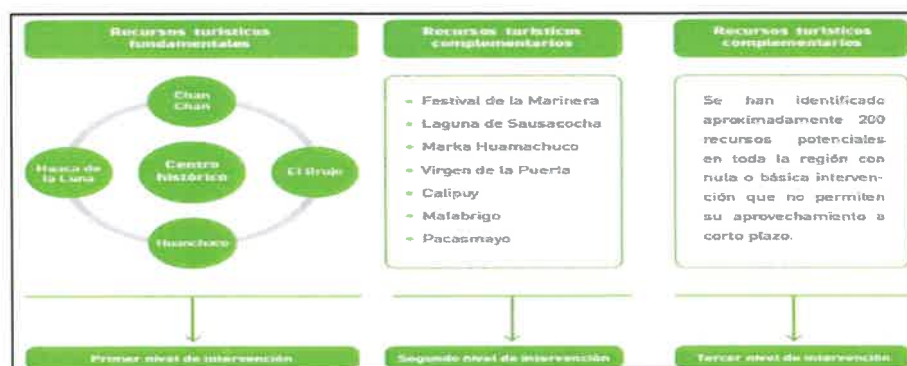 Recursos turísticos
fundamentales
Chan
Chan
Huaca de
la Luna
Centro
histórico
El Brujo
Huanchaco
Primer nivel de intervención
Recursos turísticos
complementarios
• Festival de la Marinera
• Laguna de Sausacocha
• Marka Huamachuco
• Virgen de la Puerta
• Calipuy
• Malabrigo
• Pacasmayo
Segundo nivel de intervención
Recursos turísticos
complementarios
Se han identificado
aproximadamente 200
recursos potenciales
en toda la región con
nula o básica interven-
ción que no permiten
su aprovechamiento a
corto plazo.
Tercer nivel de intervención